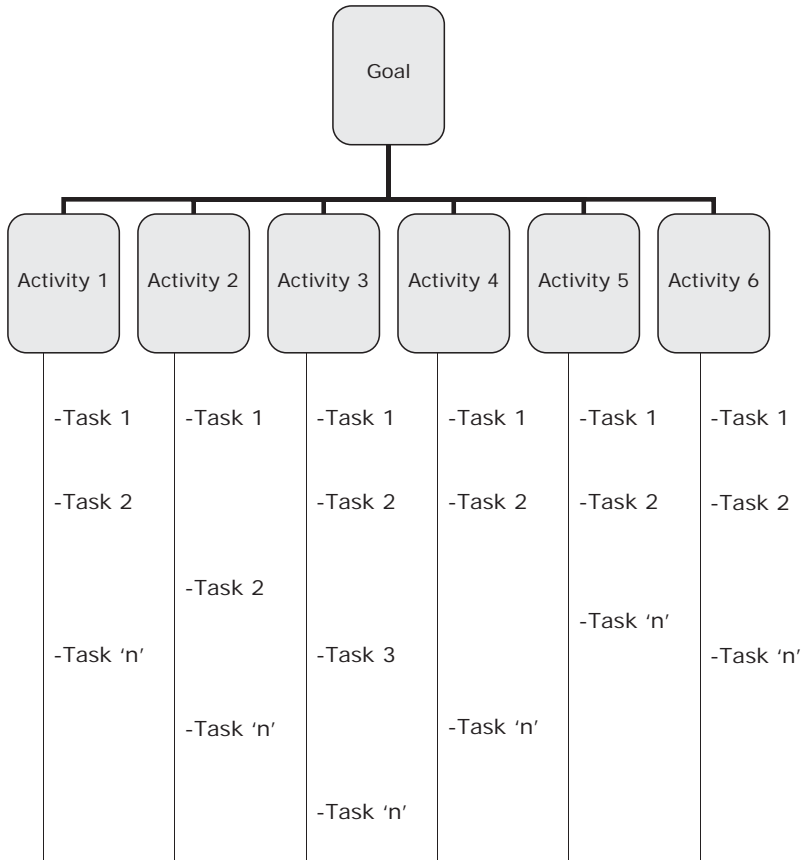 Goal
Activity 1 Activity 2 Activity 3 Activity 4 Activity 5 Activity 6
-Task 1 -Task 1 -Task 1 -Task 1 -Task 1 -Task 1
-Task 2 -Task 2 -Task 2 -Task 2 -Task 2
-Task 2
-Task ‘n’
-Task ‘n’ -Task 3 -Task ‘n’
-Task ‘n’ -Task ‘n’
-Task ‘n’